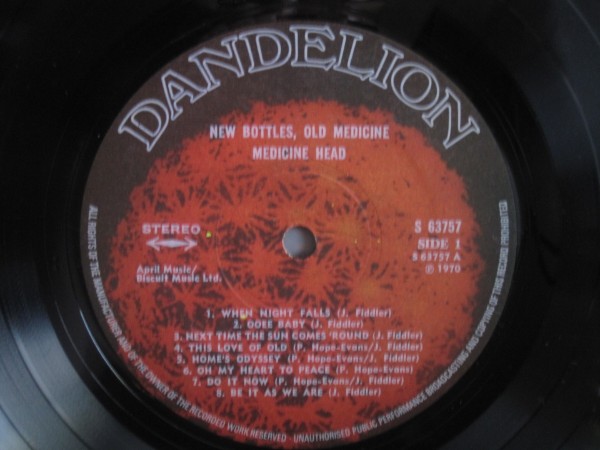 DANDELION
NEW BOTTLES, OLD MEDICINE
MEDICINE HEAD
STEREO
April Music/
Biscuit Music Ltd.
S 63757
SIDE 1
S 63757 A
℗ 1970
1. WHEN NIGHT FALLS (J. Fiddler)
2. OOEE BABY (J. Fiddler)
3. NEXT TIME THE SUN COMES 'ROUND (J. Fiddler)
4. THIS LOVE OF OLD (P. Hope-Evans/J. Fiddler)
5. HOME'S ODYSSEY (P. Hope-Evans/J. Fiddler)
6. OH MY HEART TO PEACE (P. Hope-Evans)
7. DO IT NOW (P. Hope-Evans/J. Fiddler)
8. BE IT AS WE ARE (J. Fiddler)
ALL RIGHTS OF THE MANUFACTURER AND OF THE OWNER OF THE RECORDED WORK RESERVED - UNAUTHORISED PUBLIC PERFORMANCE BROADCASTING AND COPYING OF THIS RECORD PROHIBITED